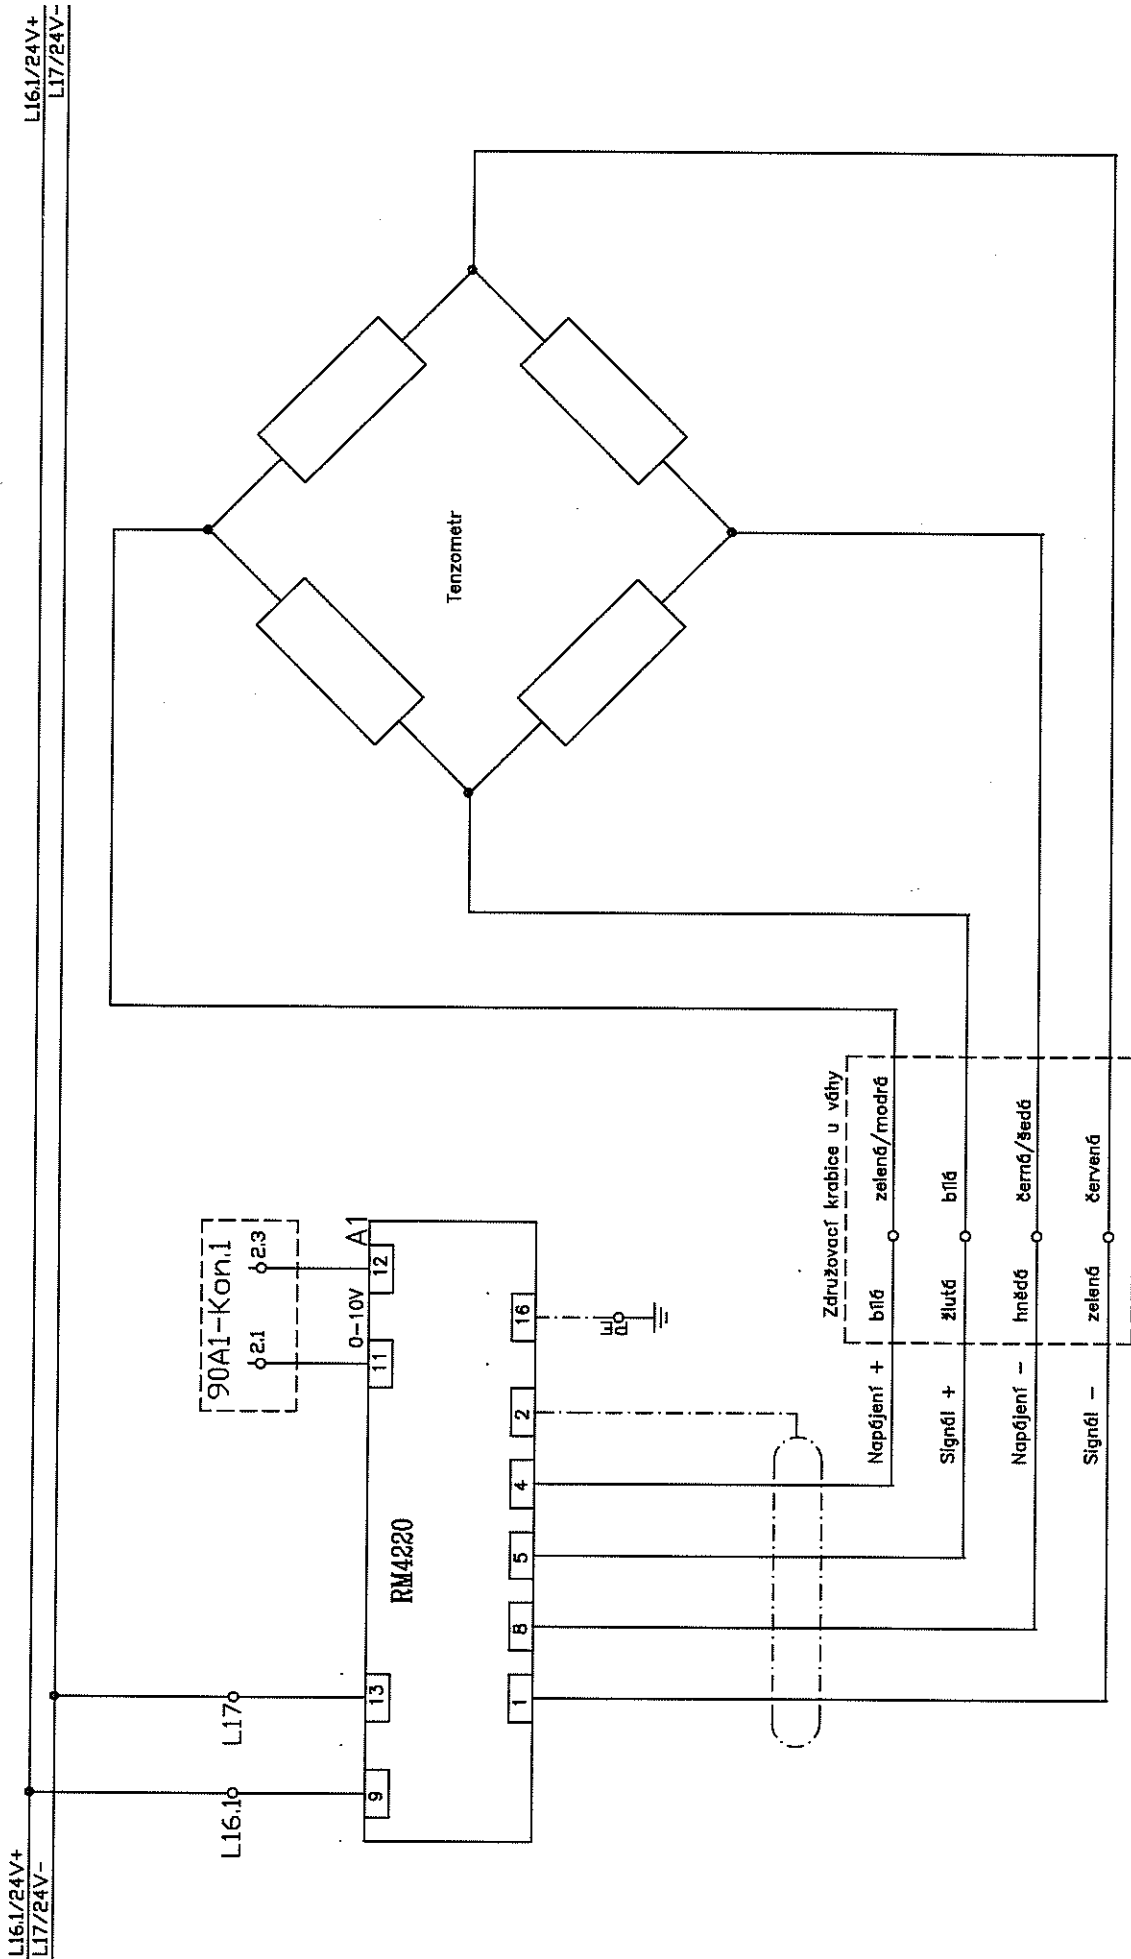 L16.1/24V+
L17/24V-
L16.1/24V+
L17/24V-
L16.1
L17
90A1-Kon.1
2.1
2.3
9
13
11
0-10V
12
A1
RM4220
1
8
5
4
2
16
PE
Tenzometr
Združovací krabice u váhy
Napájení +
bílá
zelená/modrá
Signál +
žlutá
bílá
Napájení -
hnědá
černá/šedá
Signál -
zelená
červená